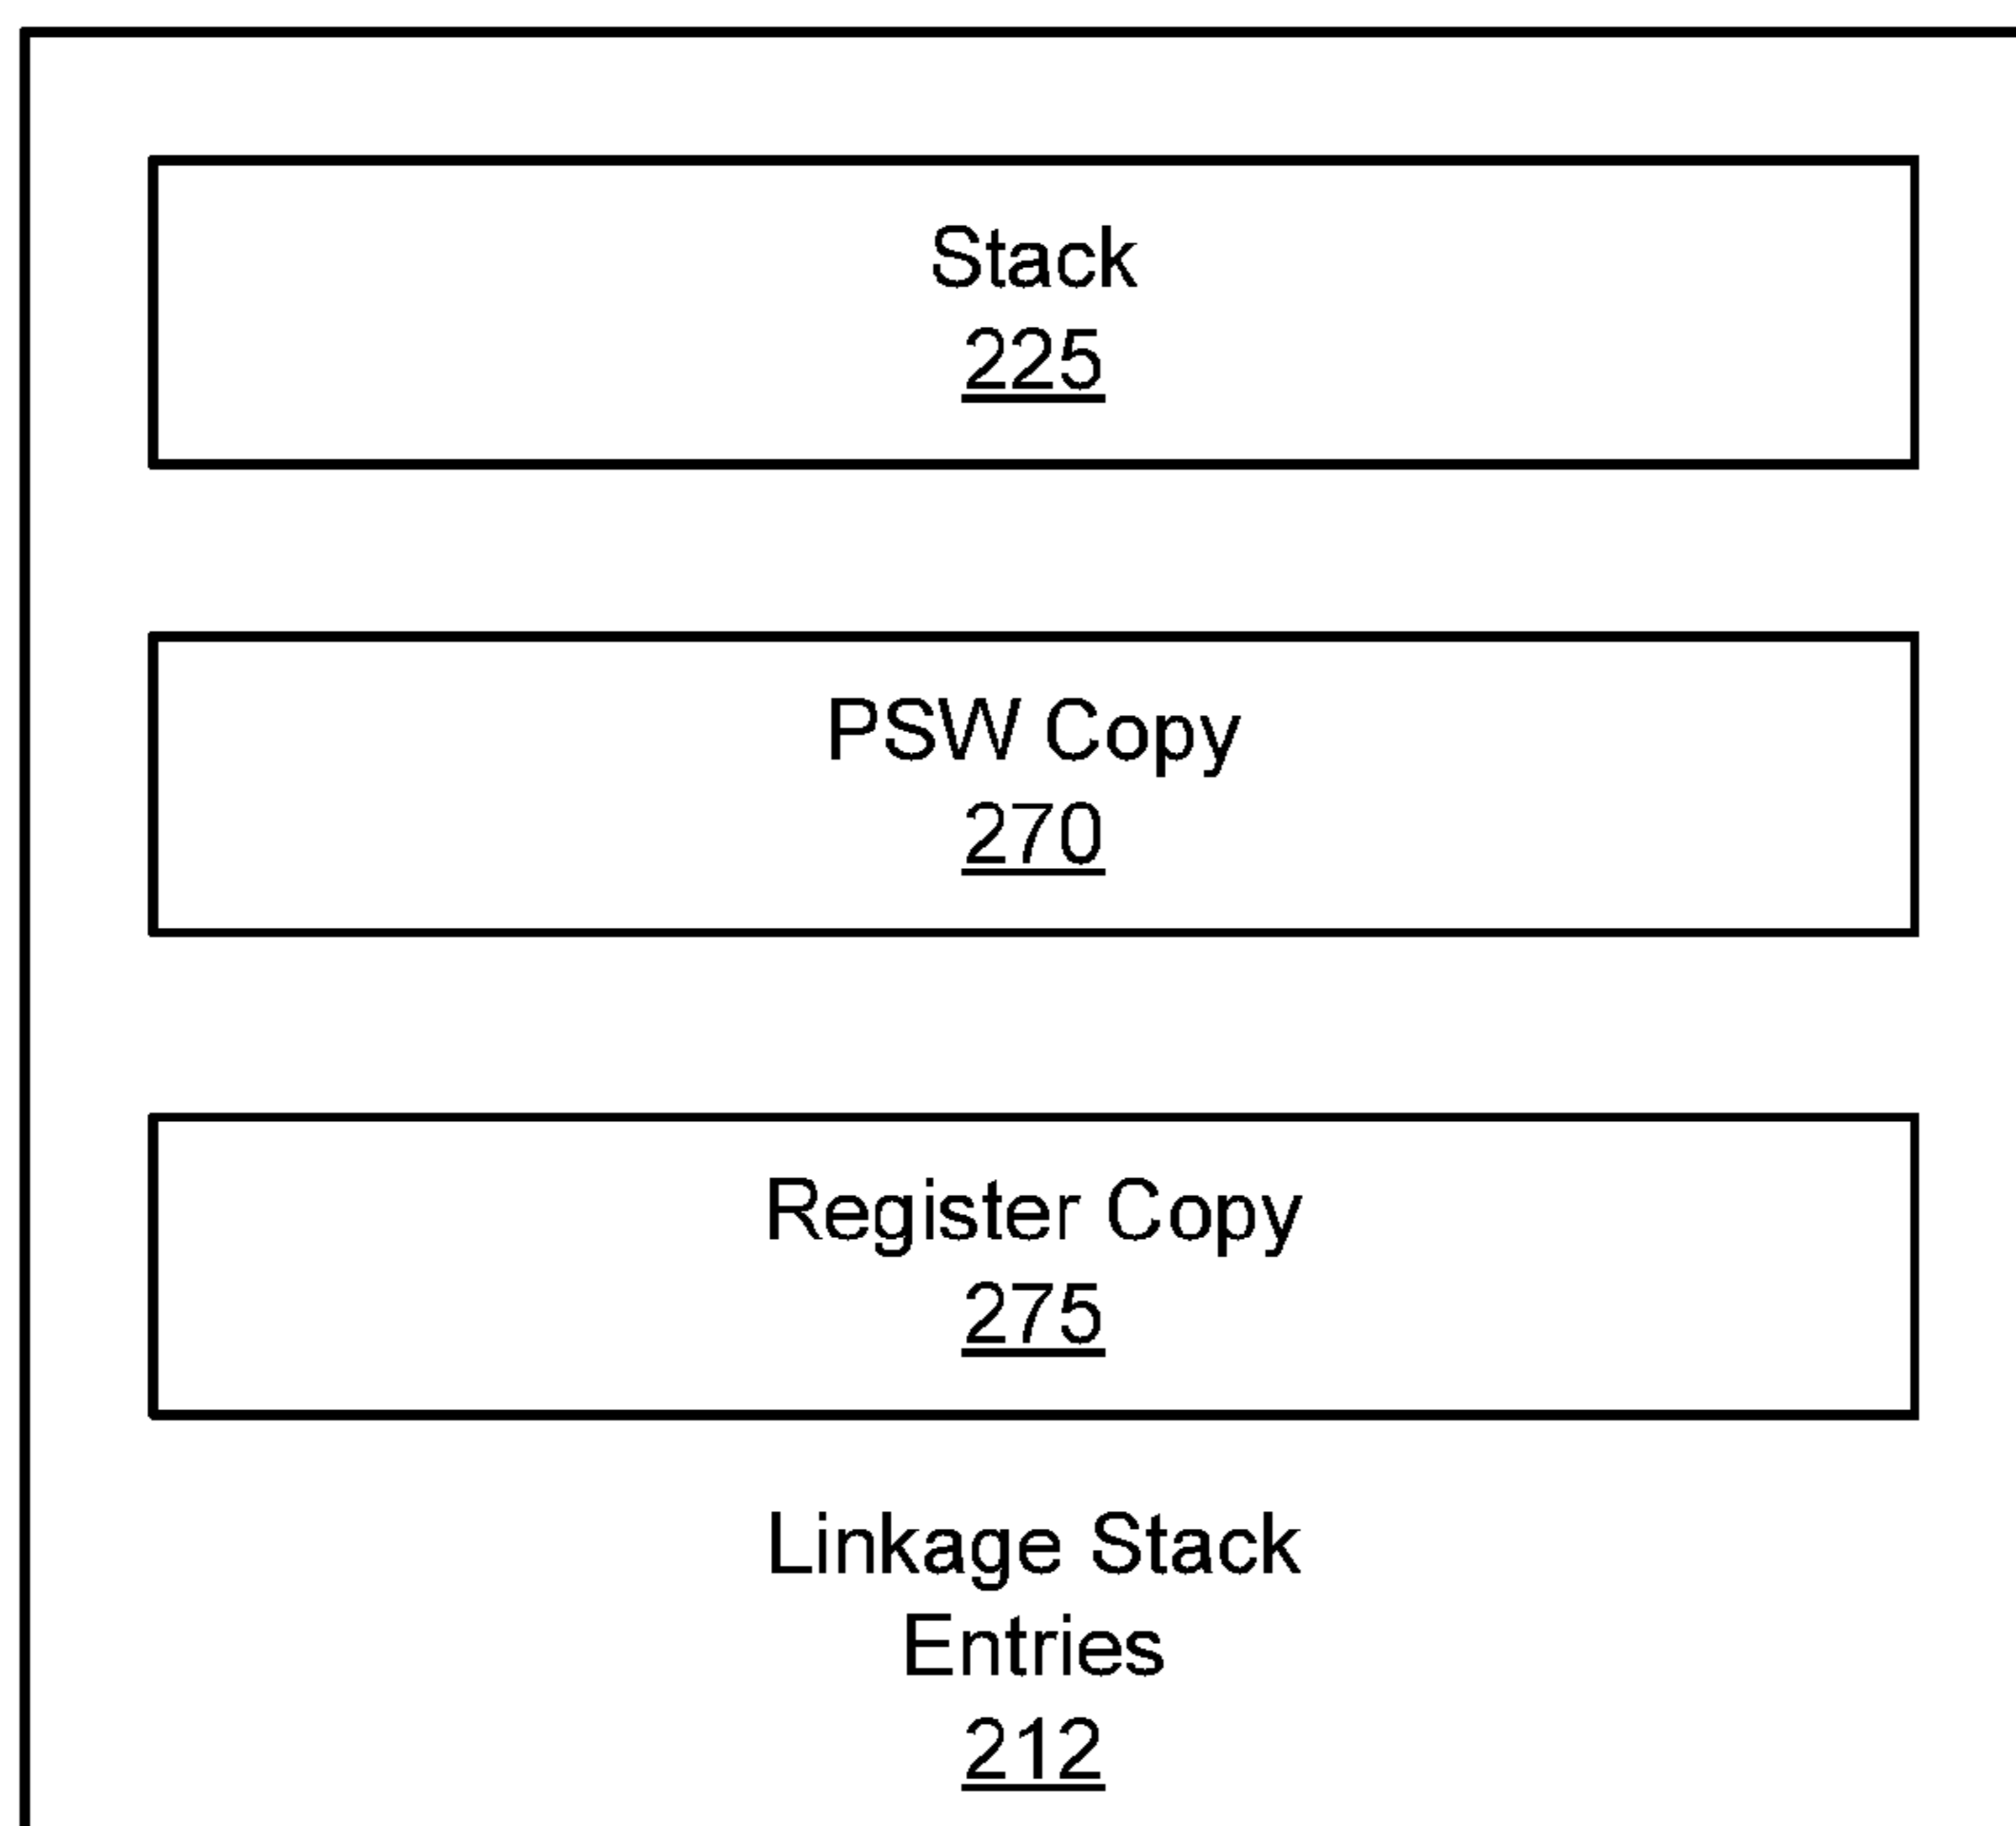 Stack
225
PSW Copy
270
Register Copy
275
Linkage Stack
Entries
212